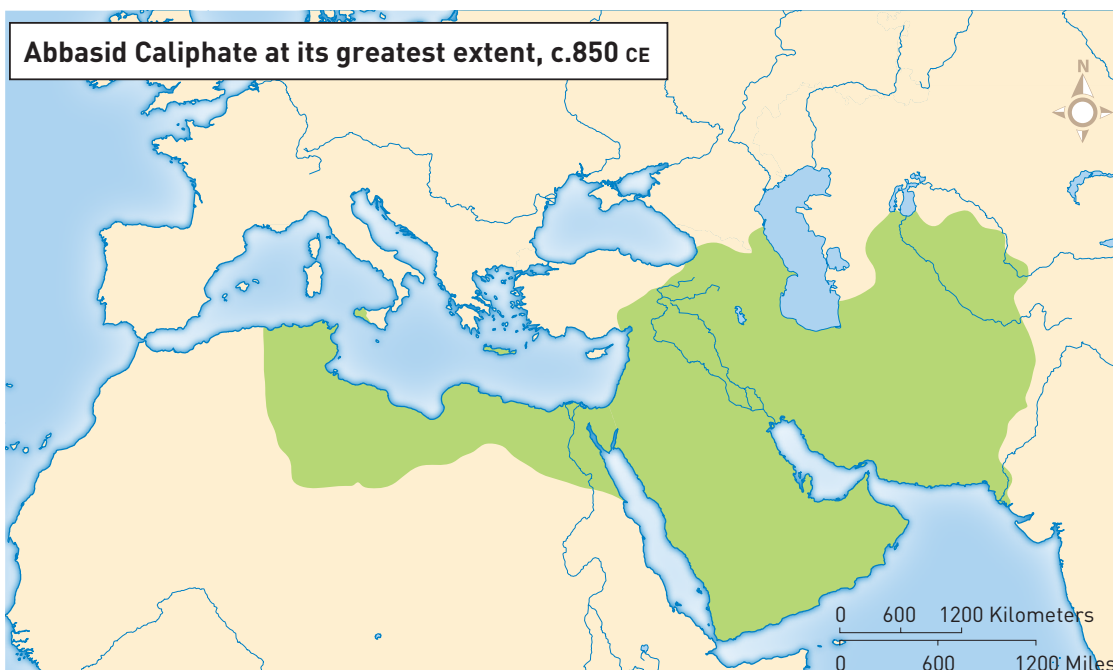 Abbasid Caliphate at its greatest extent, c.850 CE
N
0 600 1200 Kilometers
0 600 1200 Miles